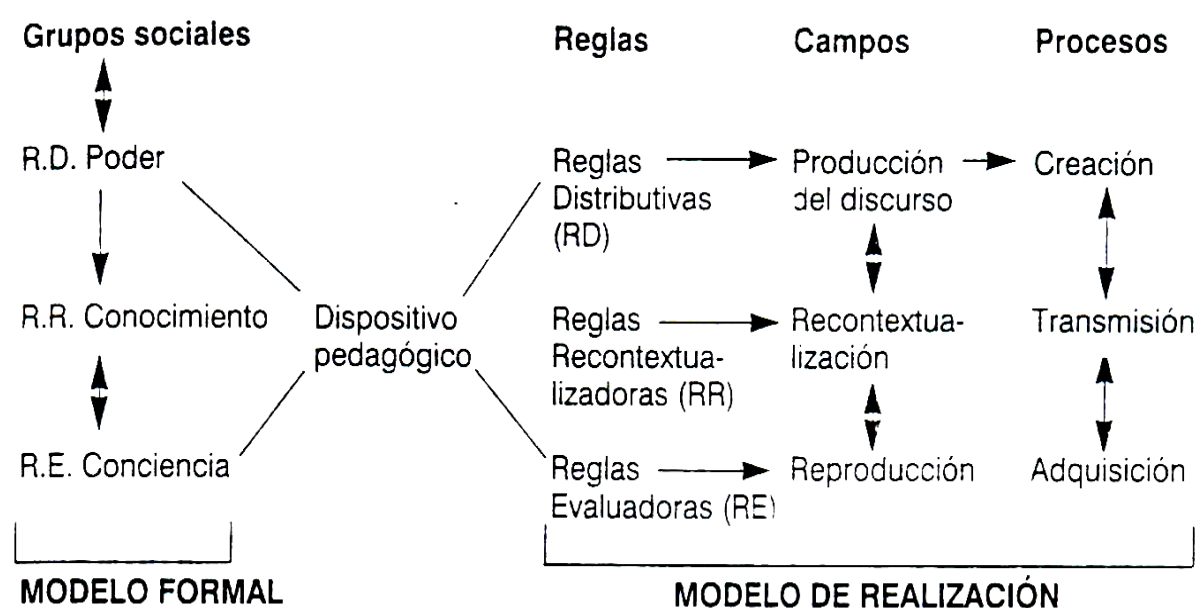 Grupos sociales
R.D. Poder
R.R. Conocimiento
R.E. Conciencia
MODELO FORMAL
Dispositivo
pedagógico
Reglas
Reglas
Distributivas
(RD)
Reglas
Recontextua-
lizadoras (RR)
Reglas
Evaluadoras (RE)
Campos
Producción
del discurso
Recontextua-
lización
Reproducción
Procesos
Creación
Transmisión
Adquisición
MODELO DE REALIZACIÓN